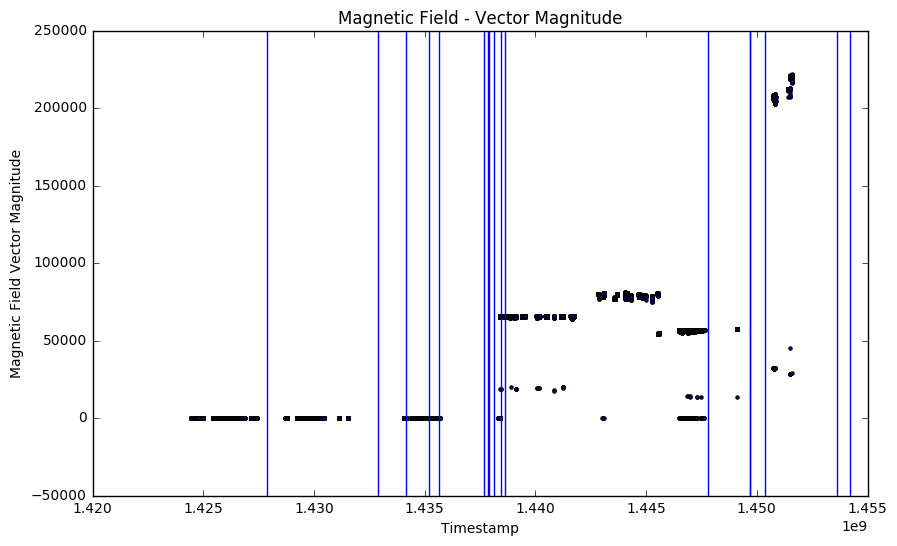 Magnetic Field - Vector Magnitude
250000
200000
150000
100000
50000
0
−50000
Magnetic Field Vector Magnitude
1.420 1.425 1.430 1.435 1.440 1.445 1.450 1.455
1e9
Timestamp